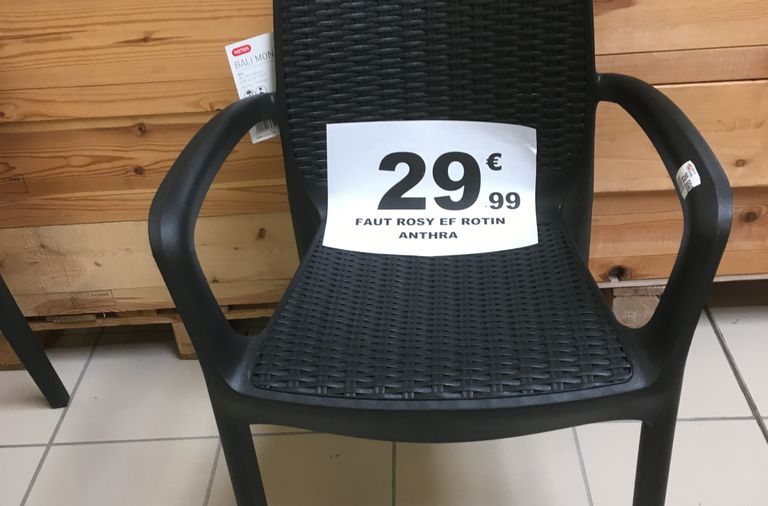 BALI MON
29€.99
FAUT ROSY EF ROTIN
ANTHRA